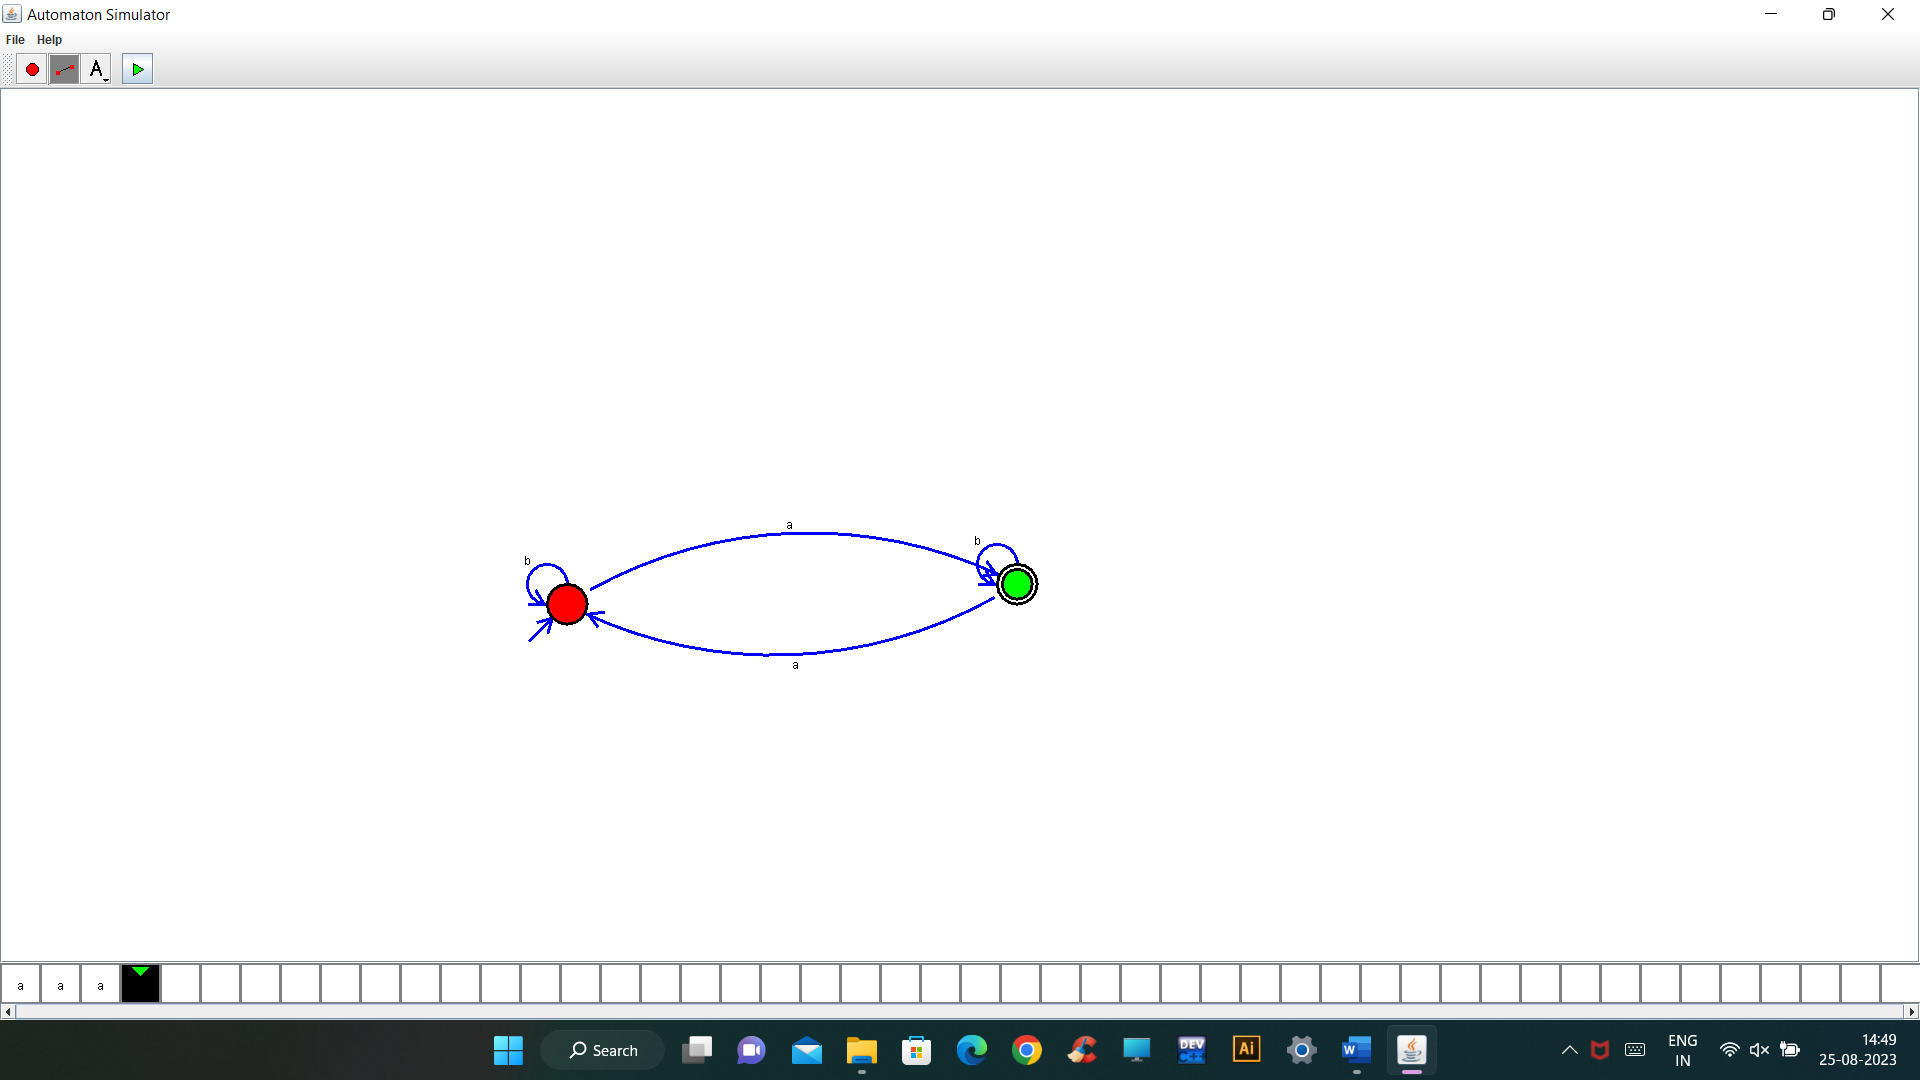 Automaton Simulator
File Help
A
a
b
b
a
a a a
Search
DEV
C++
Ai
W
ENG
IN
14:49
25-08-2023